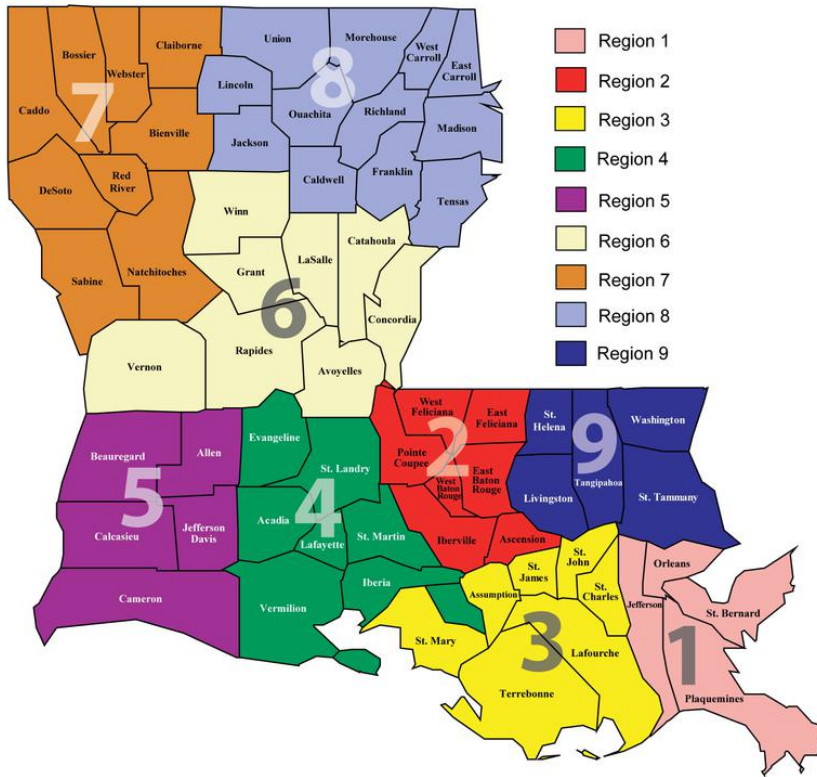 Union
Morehouse
West
Carroll
East
Carroll
Claiborne
Bossier
Webster
8
Lincoln
7
Caddo
Ouachita
Richland
Madison
Bienville
Jackson
Caldwell
Franklin
DeSoto
Red
River
Tensas
Winn
Catahoula
LaSalle
Grant
Natchitoches
Sabine
6
Concordia
Rapides
Vernon
Avoyelles
West
Feliciana
East
Feliciana
St.
Helena
Washington
2
9
Evangeline
Beauregard
Allen
Pointe
Coupee
St. Landry
West
Baton
Rouge
East
Baton
Rouge
Tangipahoa
5
4
Livingston
St. Tammany
Acadia
Calcasieu
Jefferson
Davis
Lafayette
St. Martin
Iberville
Ascension
St.
John
St.
James
Orleans
Iberia
Cameron
Vermilion
Assumption
St.
Charles
Jefferson
St. Bernard
St. Mary
3
Lafourche
1
Terrebonne
Plaquemines
Region 1
Region 2
Region 3
Region 4
Region 5
Region 6
Region 7
Region 8
Region 9